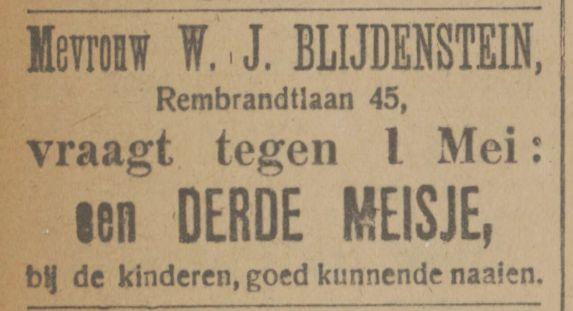 Mevrouw W. J. BLIJDENSTEIN,
Rembrandtlaan 45,
vraagt tegen 1 Mei:
een DERDE MEISJE,
bij de kinderen, goed kunnende naaien.